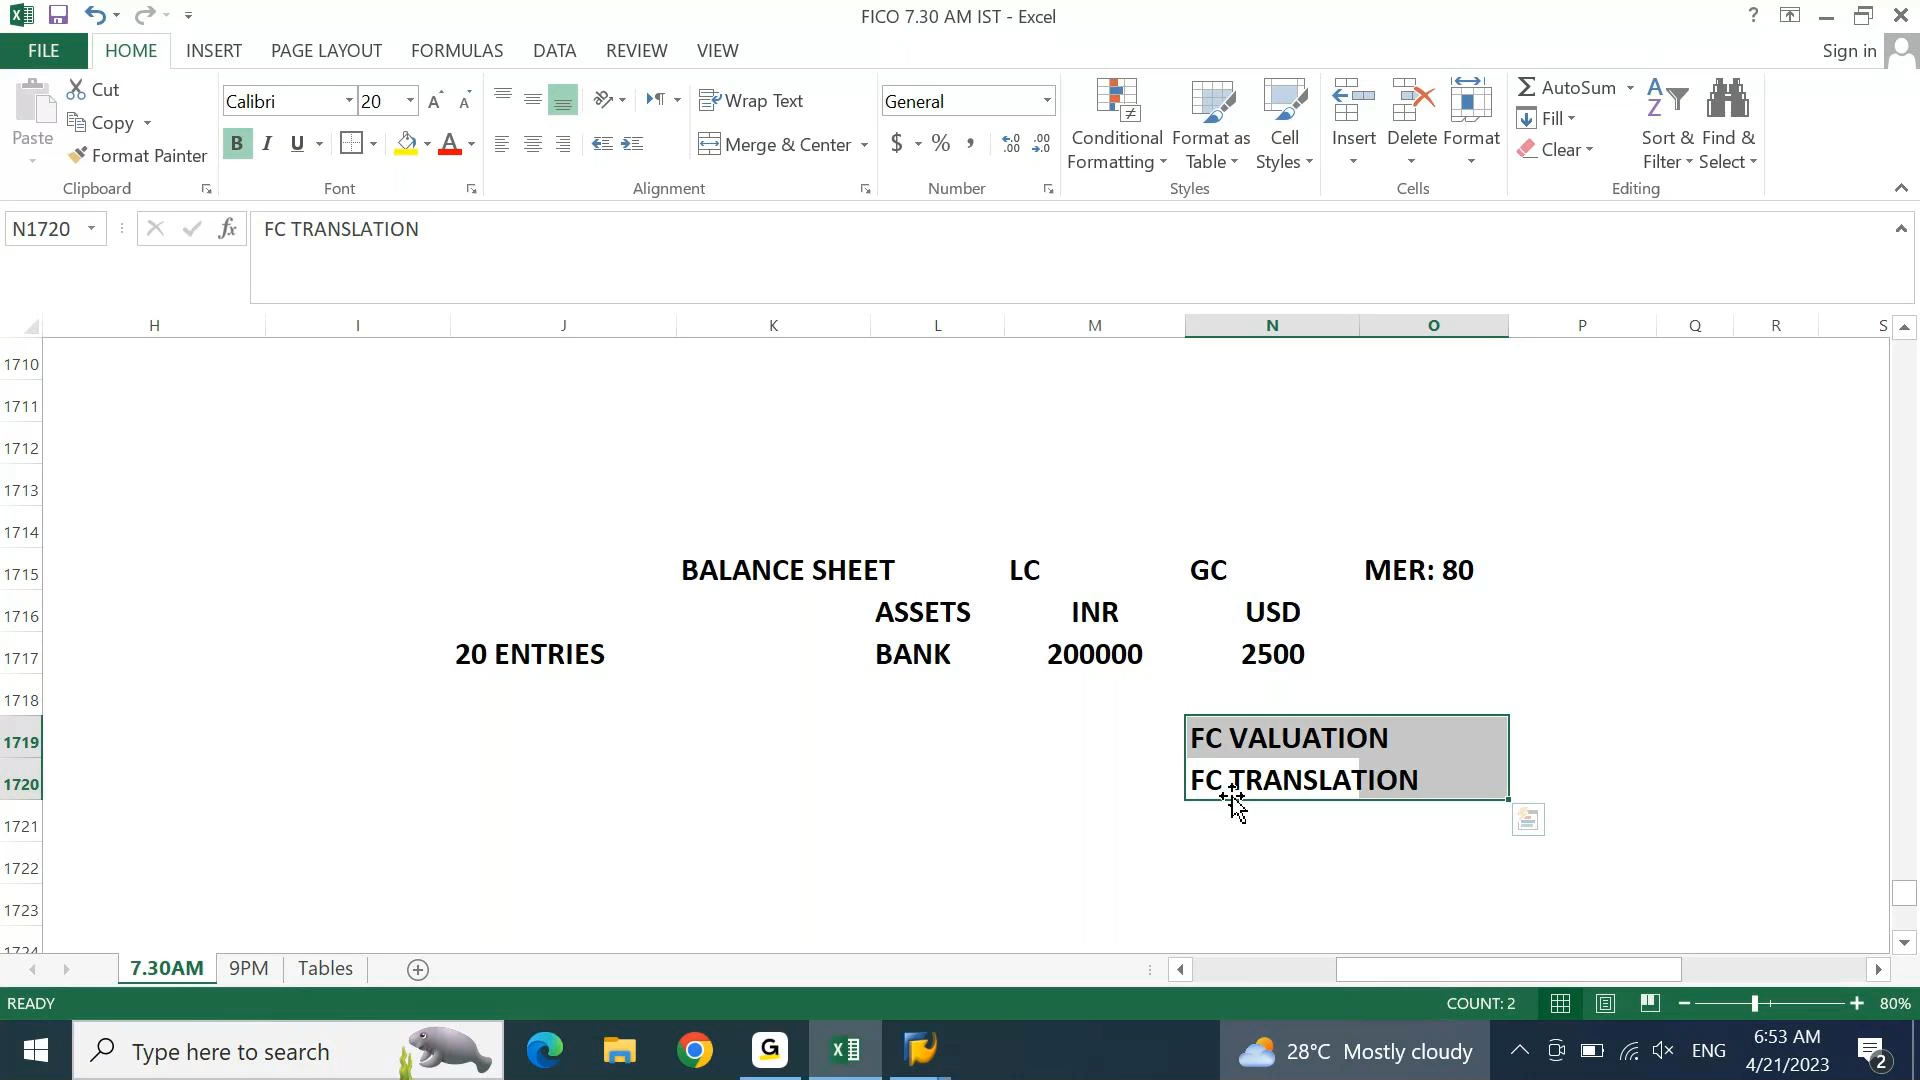 FICO 7.30 AM IST - Excel
?
FILE HOME INSERT PAGE LAYOUT FORMULAS DATA REVIEW VIEW Sign in
Paste
Cut
Copy
Format Painter
Clipboard
Calibri 20
B I U
Font
Wrap Text
Merge & Center
Alignment
General
$ % ,
Number
Conditional Formatting
Format as Table
Cell Styles
Styles
Insert
Delete
Format
Cells
AutoSum
Fill
Clear
Sort & Filter
Find & Select
Editing
N1720 fx FC TRANSLATION
H I J K L M N O P Q R S
1710
1711
1712
1713
1714
1715 BALANCE SHEET LC GC MER: 80
1716 ASSETS INR USD
1717 20 ENTRIES BANK 200000 2500
1718
1719 FC VALUATION
1720 FC TRANSLATION
1721
1722
1723
1724
7.30AM 9PM Tables
READY COUNT: 2 80%
Type here to search
28°C Mostly cloudy
ENG
6:53 AM
4/21/2023
2